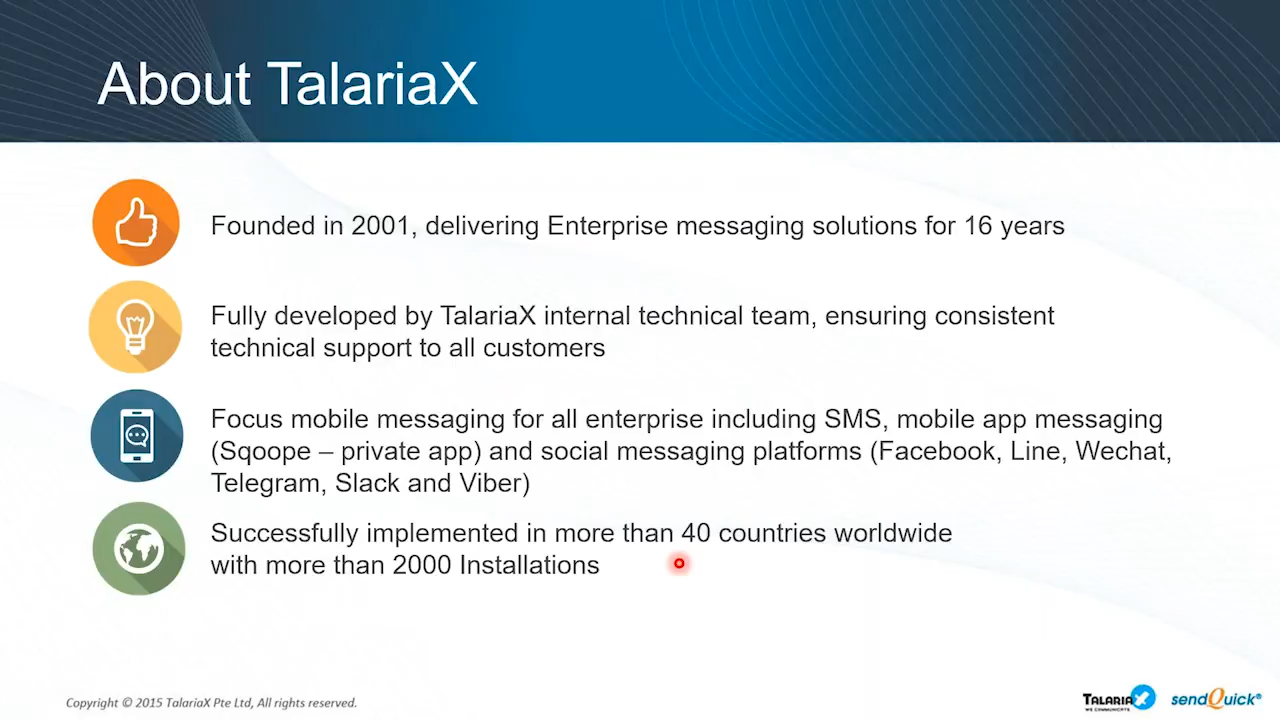 About TalariaX
Founded in 2001, delivering Enterprise messaging solutions for 16 years
Fully developed by TalariaX internal technical team, ensuring consistent
technical support to all customers
Focus mobile messaging for all enterprise including SMS, mobile app messaging
(Sqoope – private app) and social messaging platforms (Facebook, Line, Wechat,
Telegram, Slack and Viber)
Successfully implemented in more than 40 countries worldwide
with more than 2000 Installations
Copyright © 2015 TalariaX Pte Ltd, All rights reserved.
TALARIAX
WE COMMUNICATE
sendQuick®